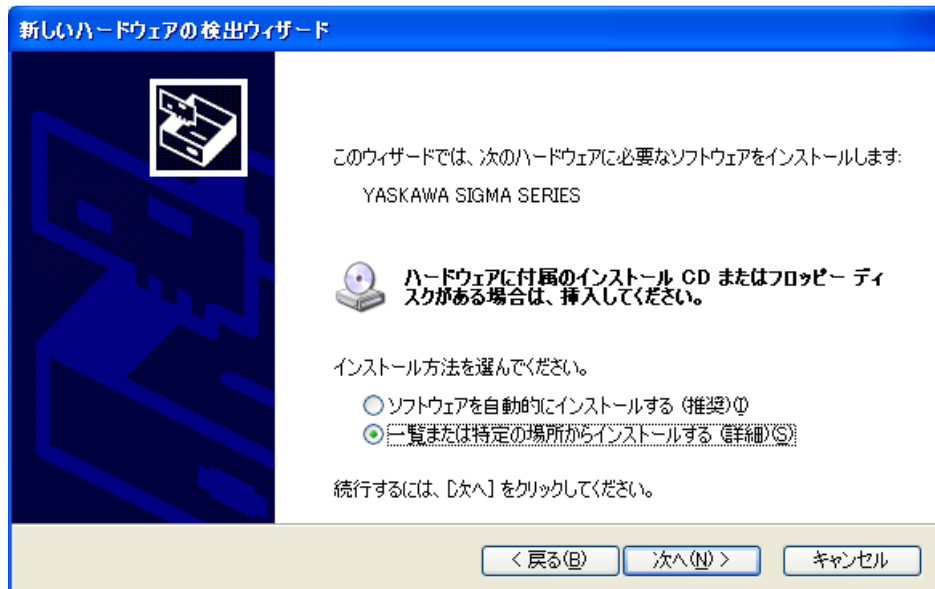 新しいハードウェアの検出ウィザード
このウィザードでは、次のハードウェアに必要なソフトウェアをインストールします:
YASKAWA SIGMA SERIES
ハードウェアに付属のインストール CD またはフロッピー ディ
スクがある場合は、挿入してください。
インストール方法を選んでください。
ソフトウェアを自動的にインストールする (推奨)(I)
一覧または特定の場所からインストールする (詳細)(S)
続行するには、[次へ] をクリックしてください。
< 戻る(B) 次へ(N) > キャンセル